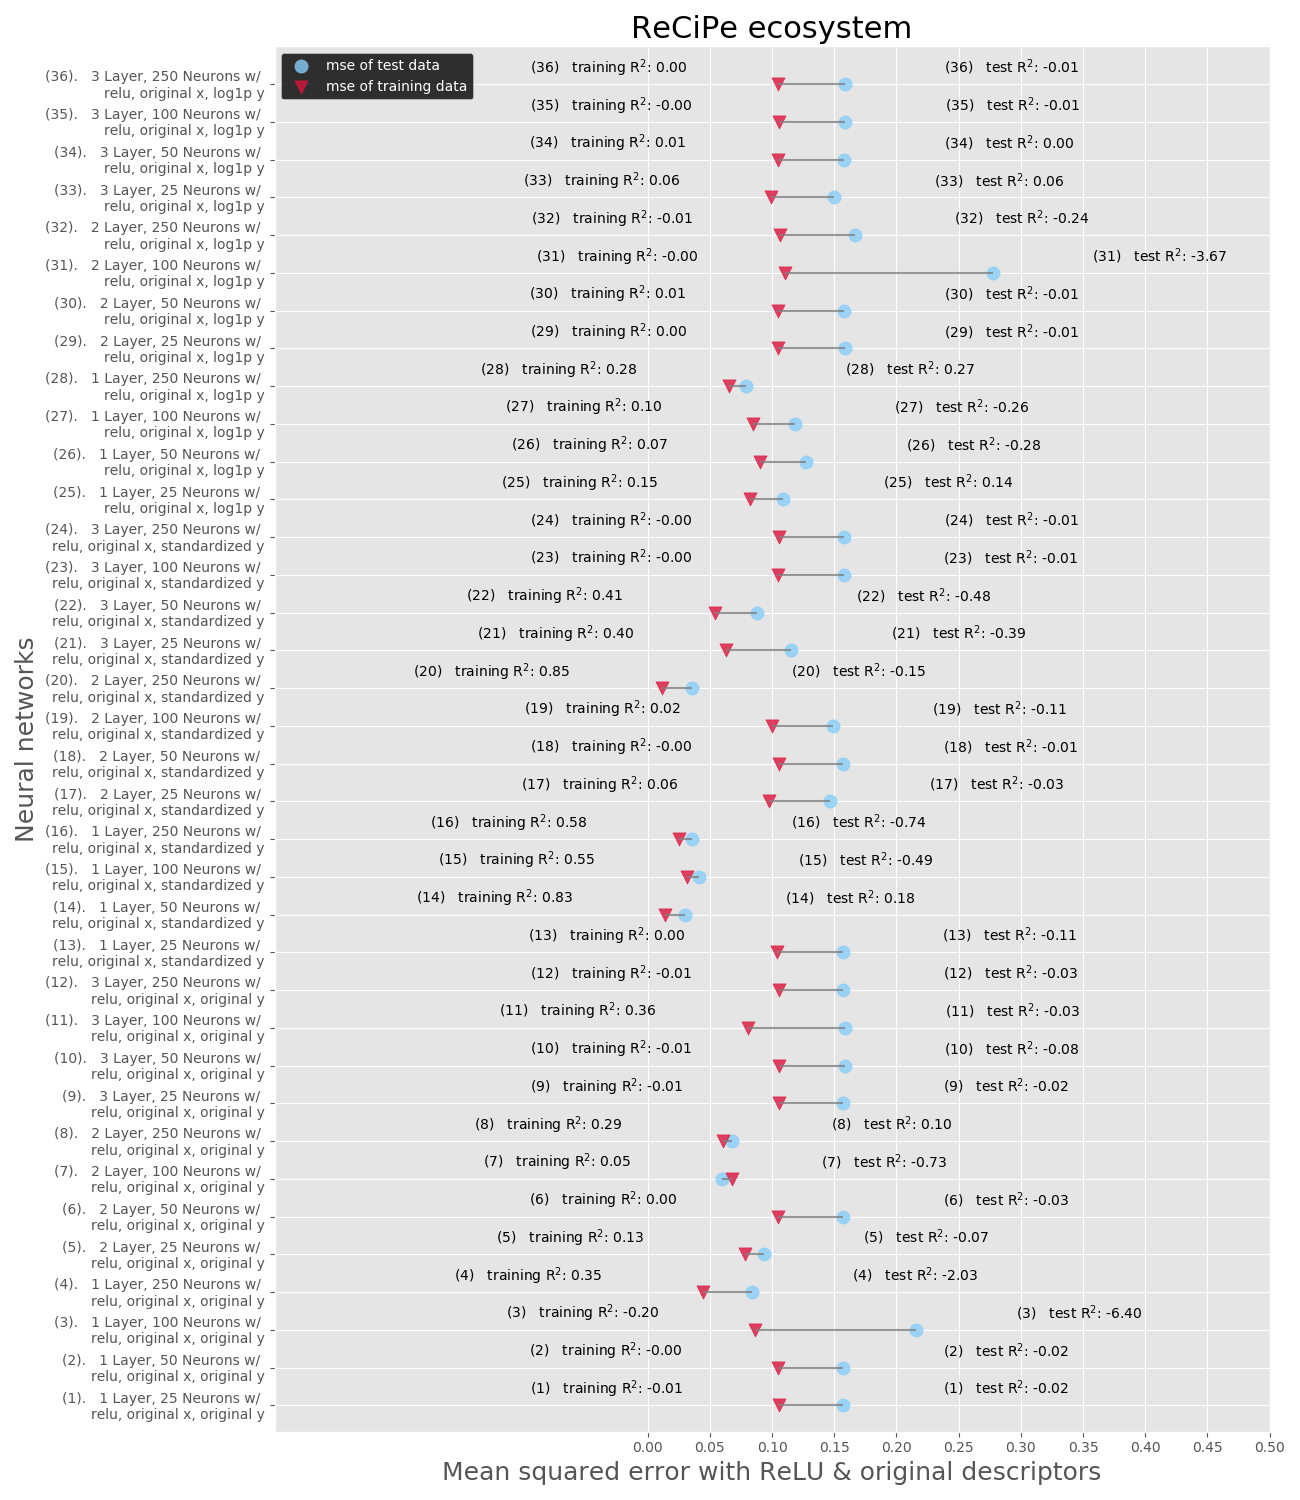 ReCiPe ecosystem
mse of test data
mse of training data
(36).   3 Layer, 250 Neurons w/
relu, original x, log1p y
(36)   training R²: 0.00
(36)   test R²: -0.01
(35).   3 Layer, 100 Neurons w/
relu, original x, log1p y
(35)   training R²: -0.00
(35)   test R²: -0.01
(34).   3 Layer, 50 Neurons w/
relu, original x, log1p y
(34)   training R²: 0.01
(34)   test R²: 0.00
(33).   3 Layer, 25 Neurons w/
relu, original x, log1p y
(33)   training R²: 0.06
(33)   test R²: 0.06
(32).   2 Layer, 250 Neurons w/
relu, original x, log1p y
(32)   training R²: -0.01
(32)   test R²: -0.24
(31).   2 Layer, 100 Neurons w/
relu, original x, log1p y
(31)   training R²: -0.00
(31)   test R²: -3.67
(30).   2 Layer, 50 Neurons w/
relu, original x, log1p y
(30)   training R²: 0.01
(30)   test R²: -0.01
(29).   2 Layer, 25 Neurons w/
relu, original x, log1p y
(29)   training R²: 0.00
(29)   test R²: -0.01
(28).   1 Layer, 250 Neurons w/
relu, original x, log1p y
(28)   training R²: 0.28
(28)   test R²: 0.27
(27).   1 Layer, 100 Neurons w/
relu, original x, log1p y
(27)   training R²: 0.10
(27)   test R²: -0.26
(26).   1 Layer, 50 Neurons w/
relu, original x, log1p y
(26)   training R²: 0.07
(26)   test R²: -0.28
(25).   1 Layer, 25 Neurons w/
relu, original x, log1p y
(25)   training R²: 0.15
(25)   test R²: 0.14
(24).   3 Layer, 250 Neurons w/
relu, original x, standardized y
(24)   training R²: -0.00
(24)   test R²: -0.01
(23).   3 Layer, 100 Neurons w/
relu, original x, standardized y
(23)   training R²: -0.00
(23)   test R²: -0.01
(22).   3 Layer, 50 Neurons w/
relu, original x, standardized y
(22)   training R²: 0.41
(22)   test R²: -0.48
(21).   3 Layer, 25 Neurons w/
relu, original x, standardized y
(21)   training R²: 0.40
(21)   test R²: -0.39
(20).   2 Layer, 250 Neurons w/
relu, original x, standardized y
(20)   training R²: 0.85
(20)   test R²: -0.15
(19).   2 Layer, 100 Neurons w/
relu, original x, standardized y
(19)   training R²: 0.02
(19)   test R²: -0.11
(18).   2 Layer, 50 Neurons w/
relu, original x, standardized y
(18)   training R²: -0.00
(18)   test R²: -0.01
(17).   2 Layer, 25 Neurons w/
relu, original x, standardized y
(17)   training R²: 0.06
(17)   test R²: -0.03
(16).   1 Layer, 250 Neurons w/
relu, original x, standardized y
(16)   training R²: 0.58
(16)   test R²: -0.74
(15).   1 Layer, 100 Neurons w/
relu, original x, standardized y
(15)   training R²: 0.55
(15)   test R²: -0.49
(14).   1 Layer, 50 Neurons w/
relu, original x, standardized y
(14)   training R²: 0.83
(14)   test R²: 0.18
(13).   1 Layer, 25 Neurons w/
relu, original x, standardized y
(13)   training R²: 0.00
(13)   test R²: -0.11
(12).   3 Layer, 250 Neurons w/
relu, original x, original y
(12)   training R²: -0.01
(12)   test R²: -0.03
(11).   3 Layer, 100 Neurons w/
relu, original x, original y
(11)   training R²: 0.36
(11)   test R²: -0.03
(10).   3 Layer, 50 Neurons w/
relu, original x, original y
(10)   training R²: -0.01
(10)   test R²: -0.08
(9).   3 Layer, 25 Neurons w/
relu, original x, original y
(9)   training R²: -0.01
(9)   test R²: -0.02
(8).   2 Layer, 250 Neurons w/
relu, original x, original y
(8)   training R²: 0.29
(8)   test R²: 0.10
(7).   2 Layer, 100 Neurons w/
relu, original x, original y
(7)   training R²: 0.05
(7)   test R²: -0.73
(6).   2 Layer, 50 Neurons w/
relu, original x, original y
(6)   training R²: 0.00
(6)   test R²: -0.03
(5).   2 Layer, 25 Neurons w/
relu, original x, original y
(5)   training R²: 0.13
(5)   test R²: -0.07
(4).   1 Layer, 250 Neurons w/
relu, original x, original y
(4)   training R²: 0.35
(4)   test R²: -2.03
(3).   1 Layer, 100 Neurons w/
relu, original x, original y
(3)   training R²: -0.20
(3)   test R²: -6.40
(2).   1 Layer, 50 Neurons w/
relu, original x, original y
(2)   training R²: -0.00
(2)   test R²: -0.02
(1).   1 Layer, 25 Neurons w/
relu, original x, original y
(1)   training R²: -0.01
(1)   test R²: -0.02
Neural networks
0.00 0.05 0.10 0.15 0.20 0.25 0.30 0.35 0.40 0.45 0.50
Mean squared error with ReLU & original descriptors